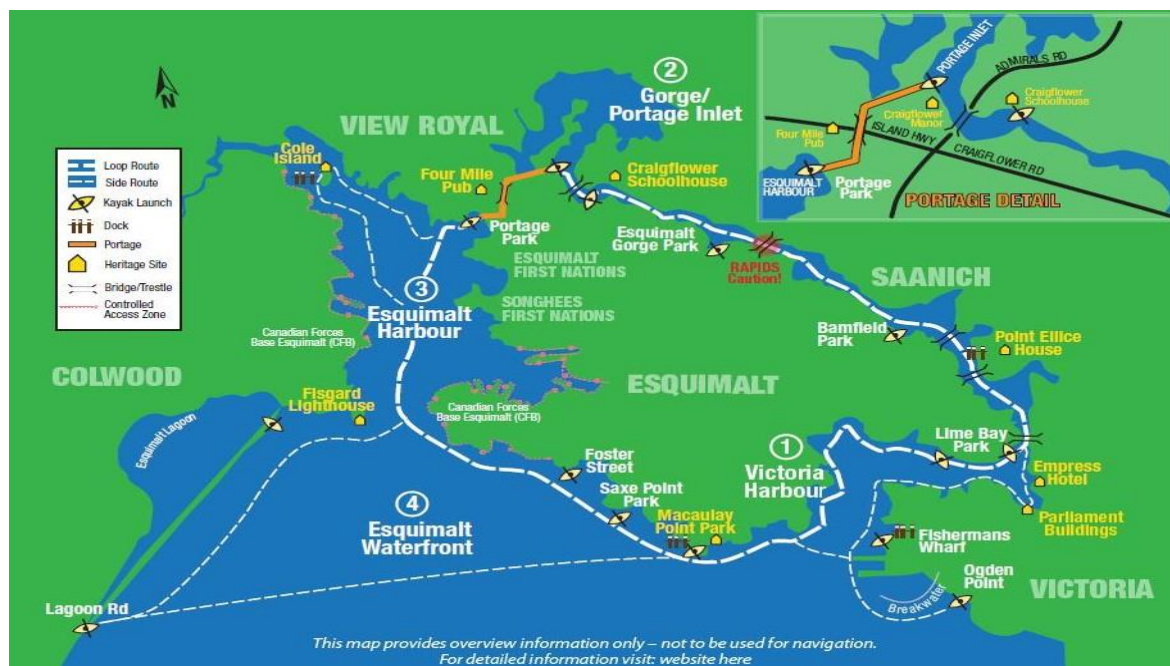 N
Loop Route
Side Route
Kayak Launch
Dock
Portage
Heritage Site
Bridge/Trestle
Controlled
Access Zone
VIEW ROYAL
Cole
Island
Four Mile
Pub
Portage
Park
2
Gorge/
Portage Inlet
Craigflower
Schoolhouse
Esquimalt
Gorge Park
RAPIDS
Caution!
ESQUIMALT
FIRST NATIONS
SONGHEES
FIRST NATIONS
SAANICH
3
Esquimalt
Harbour
Canadian Forces
Base Esquimalt (CFB)
COLWOOD
Fisgard
Lighthouse
Esquimalt Lagoon
Canadian Forces
Base Esquimalt (CFB)
ESQUIMALT
Bamfield
Park
Point Ellice
House
Lime Bay
Park
1
Victoria
Harbour
Empress
Hotel
Parliament
Buildings
Foster
Street
Saxe Point
Park
Macaulay
Point Park
4
Esquimalt
Waterfront
Fishermans
Wharf
Ogden
Point
Breakwater
VICTORIA
Lagoon Rd
PORTAGE INLET
ADMIRALS RD
Craigflower
Schoolhouse
Craigflower
Manor
Four Mile
Pub
ISLAND HWY
CRAIGFLOWER RD
ESQUIMALT
HARBOUR
Portage
Park
PORTAGE DETAIL
This map provides overview information only – not to be used for navigation.
For detailed information visit: website here